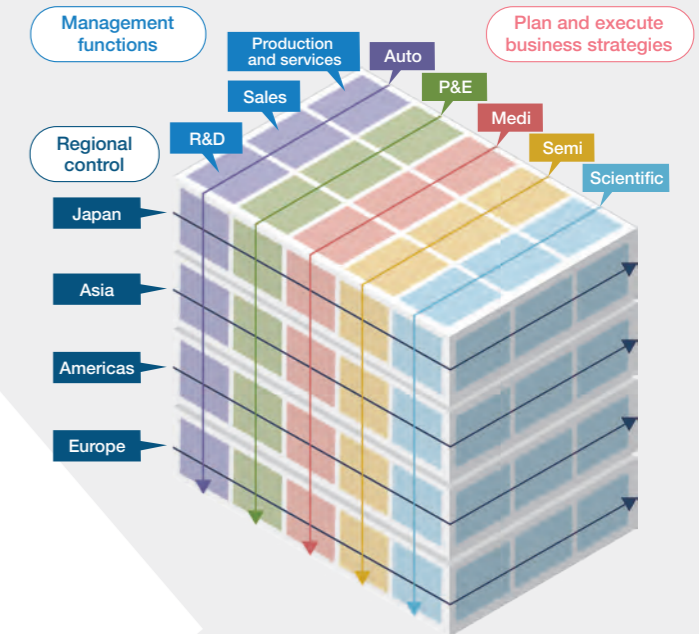 Management
functions
Plan and execute
business strategies
Production
and services
Auto
Sales
P&E
R&D
Medi
Semi
Scientific
Regional
control
Japan
Asia
Americas
Europe